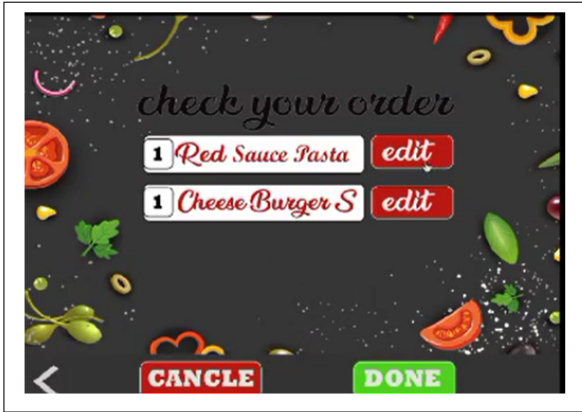 check your order
1 Red Sauce Pasta edit
1 Cheese Burger S edit
CANCLE DONE